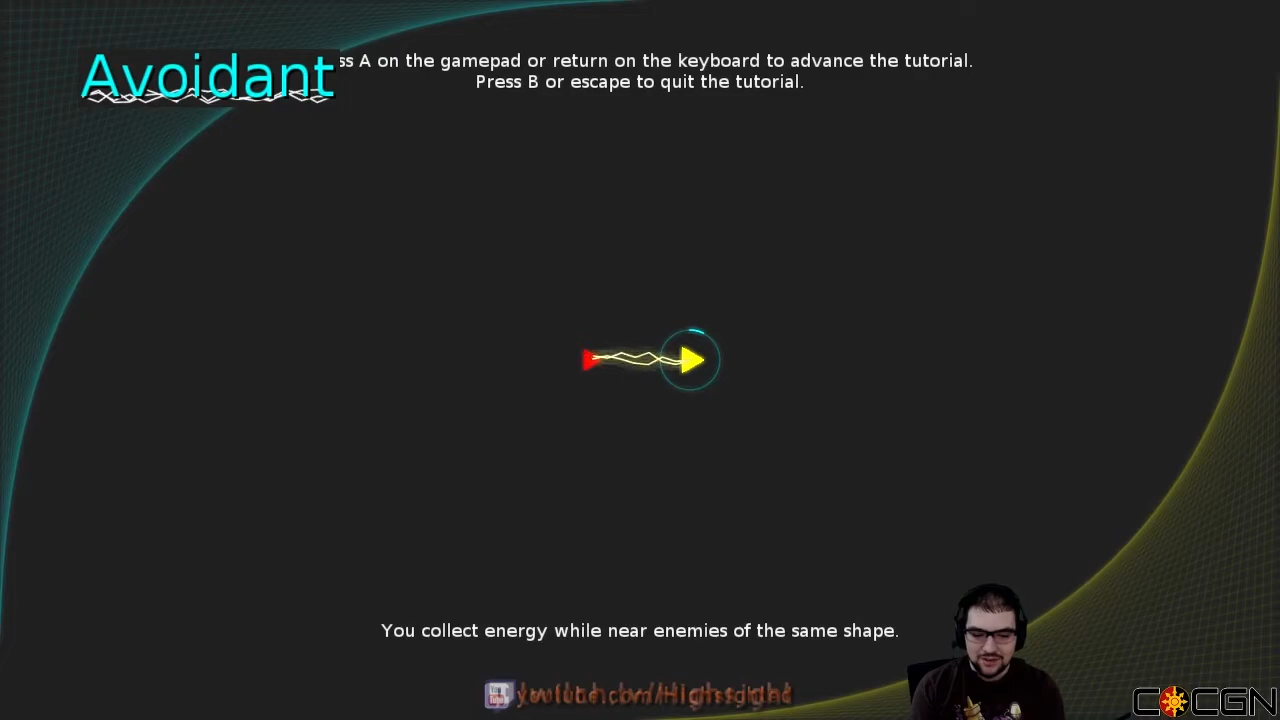 Avoidant
ss A on the gamepad or return on the keyboard to advance the tutorial.
Press B or escape to quit the tutorial.
You collect energy while near enemies of the same shape.
COCGN